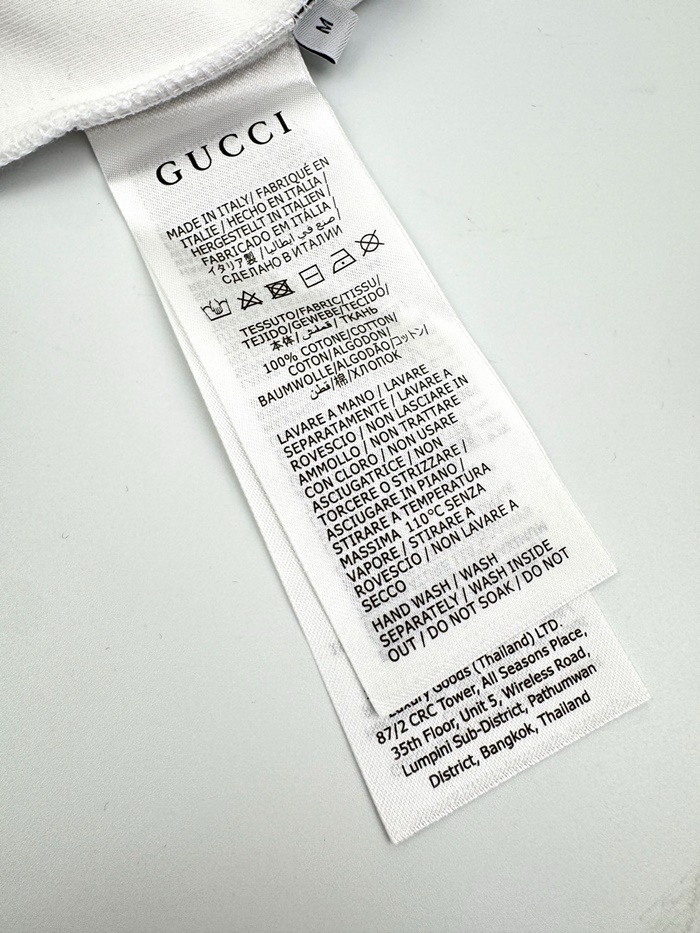 M
GUCCI
MADE IN ITALY/ FABRIQUÉ EN
ITALIE / HECHO EN ITALIA /
HERGESTELLT IN ITALIEN /
FABRICADO EM ITÁLIA /
イタリア製 / صنع في ايطاليا /
СДЕЛАНО В ИТАЛИИ
TESSUTO/FABRIC/TISSU/
TEJIDO/GEWEBE/TECIDO/
本体/ قماش / ТКАНЬ
100% COTONE/COTTON/
COTON/ALGODON/
BAUMWOLLE/ALGODÃO/コットン/
قطن/棉/ХЛОПОК
LAVARE A MANO / LAVARE
SEPARATAMENTE / LAVARE A
ROVESCIO / NON LASCIARE IN
AMMOLLO / NON TRATTARE
CON CLORO / NON USARE
ASCIUGATRICE / NON
TORCERE O STRIZZARE /
ASCIUGARE IN PIANO /
STIRARE A TEMPERATURA
MASSIMA 110°C SENZA
VAPORE / STIRARE A
ROVESCIO / NON LAVARE A
SECCO
HAND WASH / WASH
SEPARATELY / WASH INSIDE
OUT / DO NOT SOAK / DO NOT
Luxury Goods (Thailand) LTD.
87/2 CRC Tower, All Seasons Place,
35th Floor, Unit 5, Wireless Road,
Lumpini Sub-District, Pathumwan
District, Bangkok, Thailand